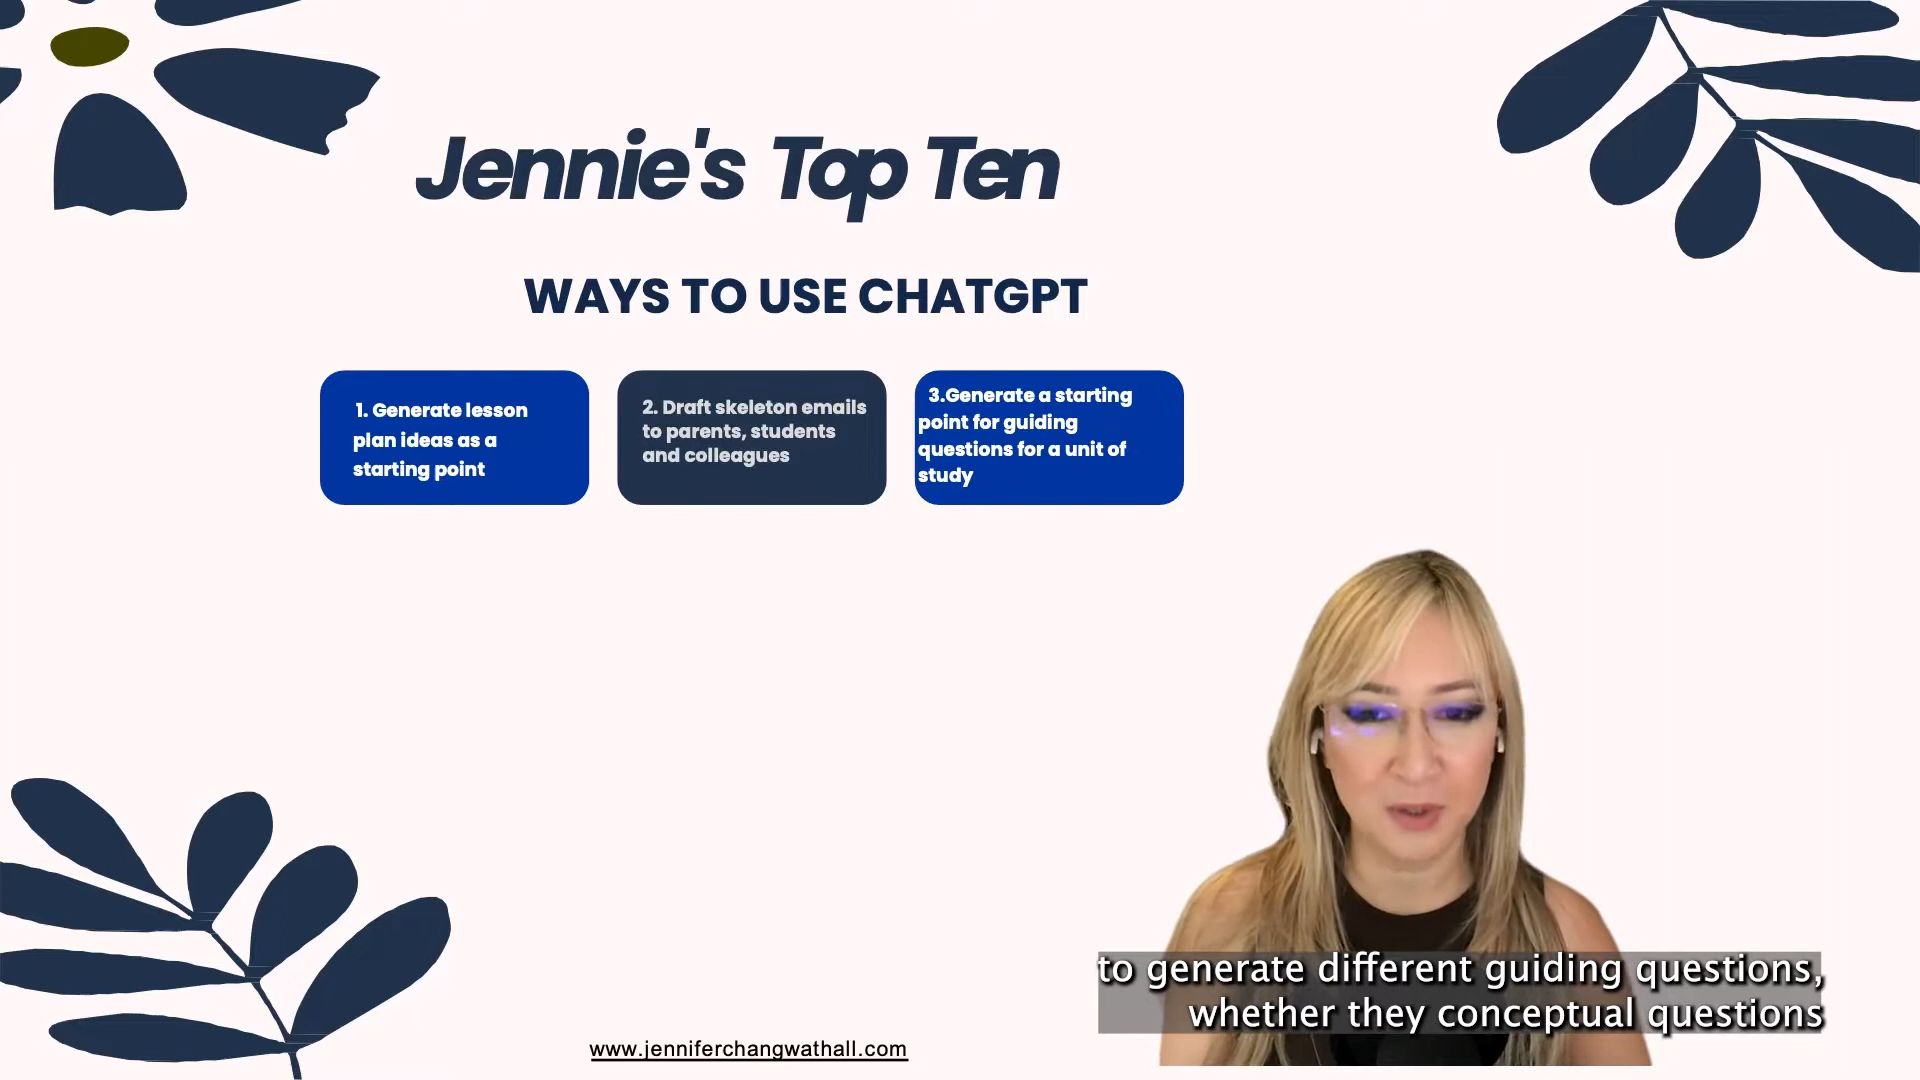 Jennie's Top Ten
WAYS TO USE CHATGPT
1. Generate lesson
plan ideas as a
starting point
2. Draft skeleton emails
to parents, students
and colleagues
3.Generate a starting
point for guiding
questions for a unit of
study
to generate different guiding questions,
whether they conceptual questions
www.jenniferchangwathall.com